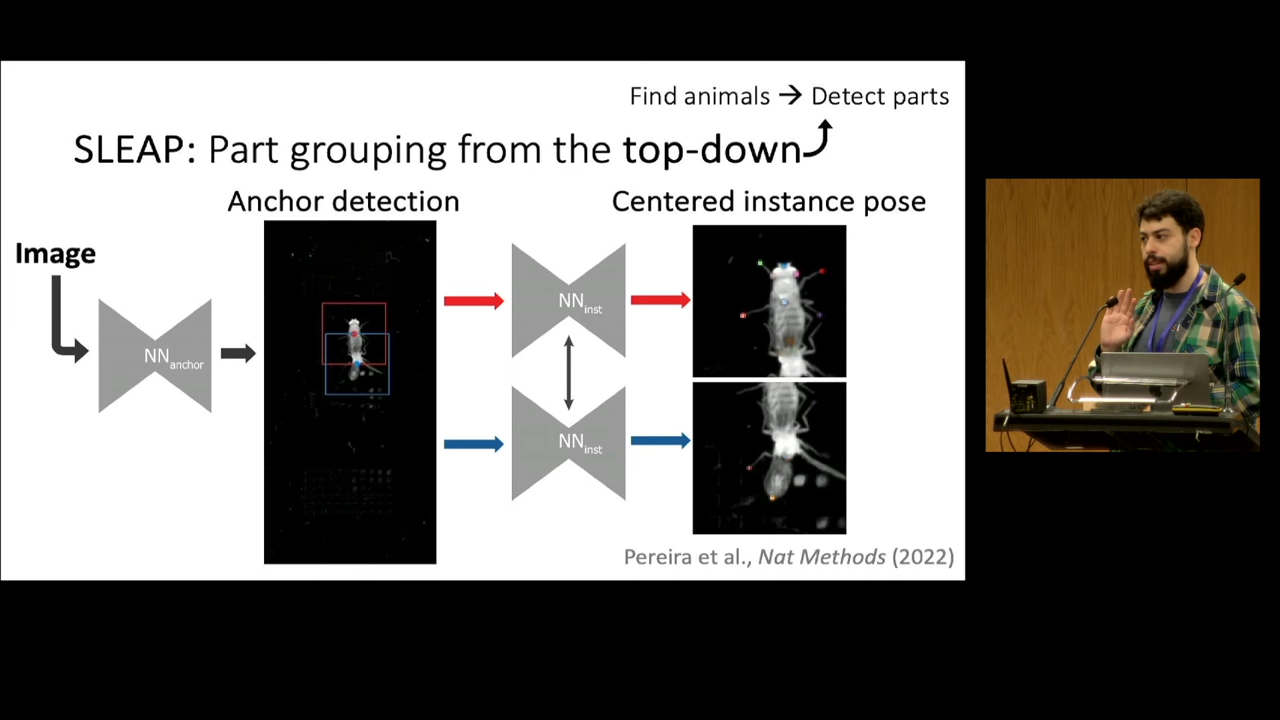 Find animals → Detect parts
SLEAP: Part grouping from the top-down
Anchor detection
Centered instance pose
Image
NNanchor
NNinst
NNinst
Pereira et al., Nat Methods (2022)